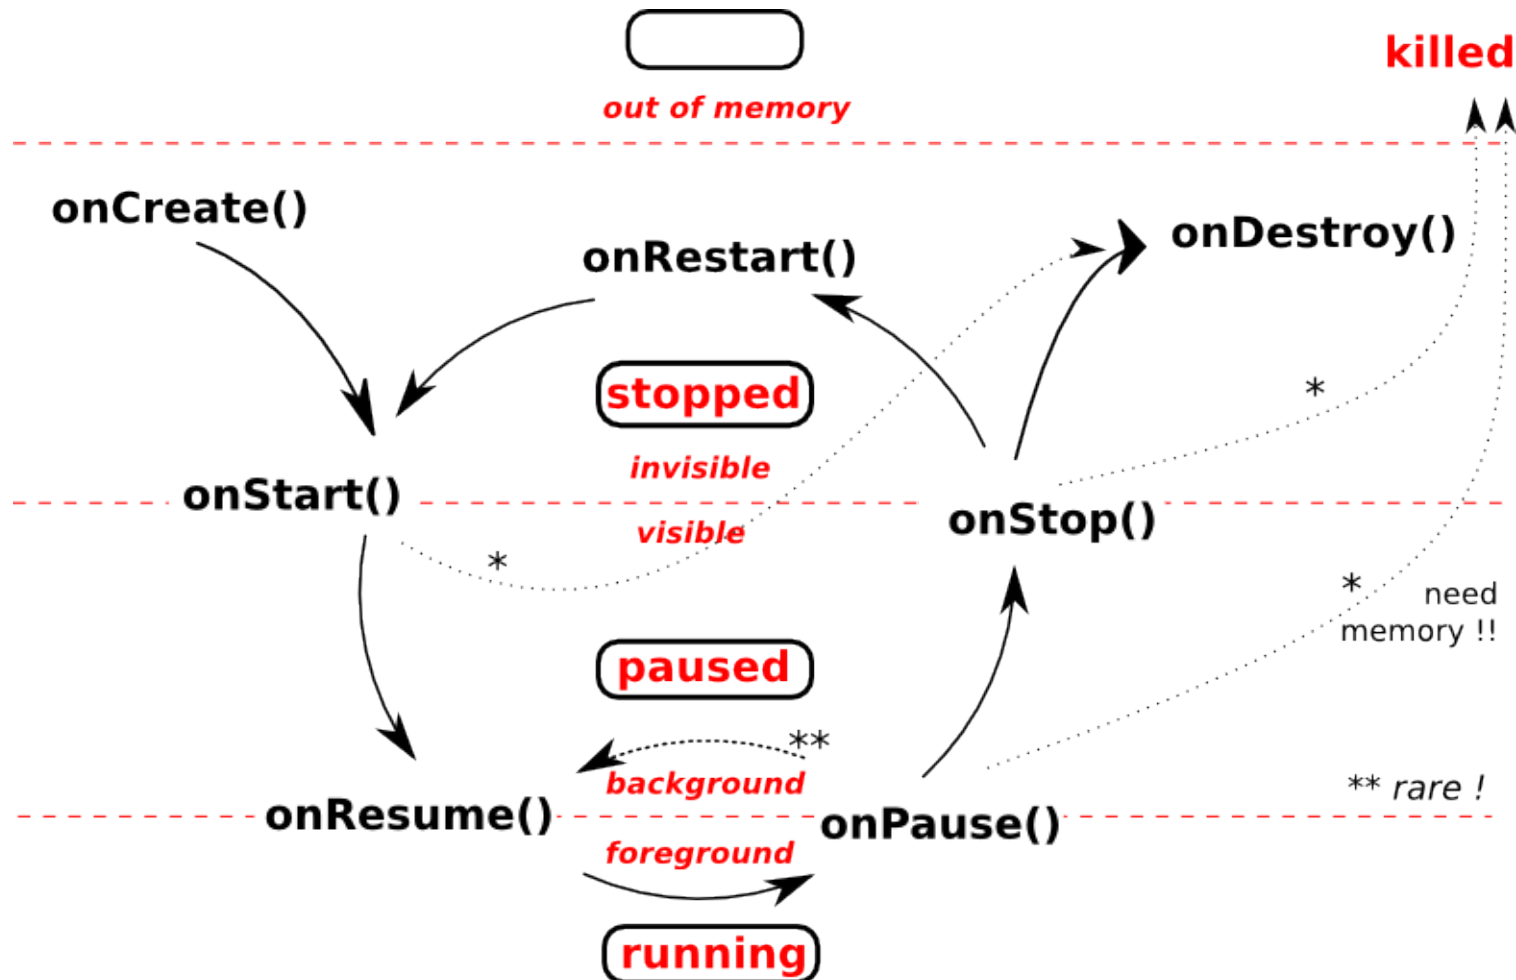 killed
out of memory
onCreate()
onRestart()
onDestroy()
stopped
*
invisible
onStart()
onStop()
visible
*
*
need
memory !!
paused
**
background
** rare !
onResume()
onPause()
foreground
running